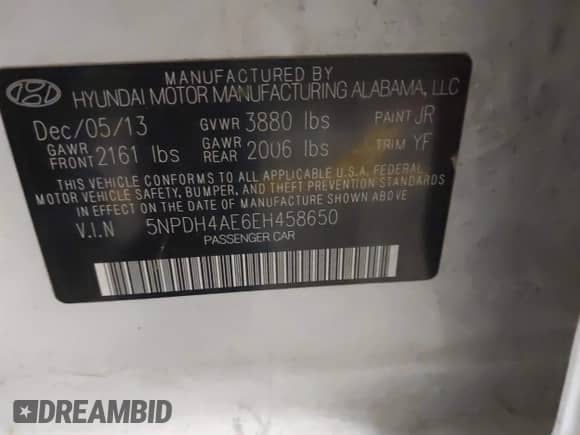 MANUFACTURED BY
HYUNDAI MOTOR MANUFACTURING ALABAMA, LLC
Dec/05/13 GVWR 3880 lbs PAINT JR
GAWR FRONT 2161 lbs GAWR REAR 2006 lbs TRIM YF
THIS VEHICLE CONFORMS TO ALL APPLICABLE U.S.A. FEDERAL
MOTOR VEHICLE SAFETY, BUMPER, AND THEFT PREVENTION STANDARDS
IN EFFECT ON THE DATE OF MANUFACTURE SHOWN ABOVE
V.I.N 5NPDH4AE6EH458650
PASSENGER CAR
DREAMBID